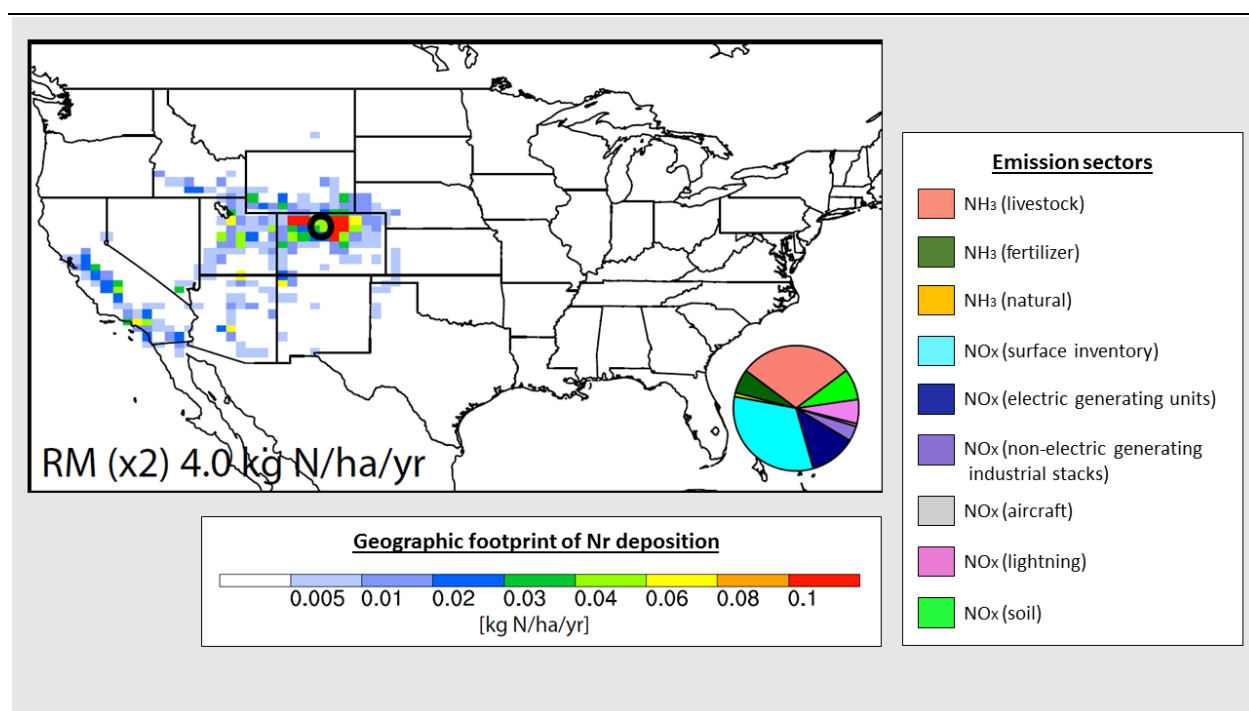 RM (x2) 4.0 kg N/ha/yr
Emission sectors
NH3 (livestock)
NH3 (fertilizer)
NH3 (natural)
NOx (surface inventory)
NOx (electric generating units)
NOx (non-electric generating
industrial stacks)
NOx (aircraft)
NOx (lightning)
NOx (soil)
Geographic footprint of Nr deposition
0.005 0.01 0.02 0.03 0.04 0.06 0.08 0.1
[kg N/ha/yr]